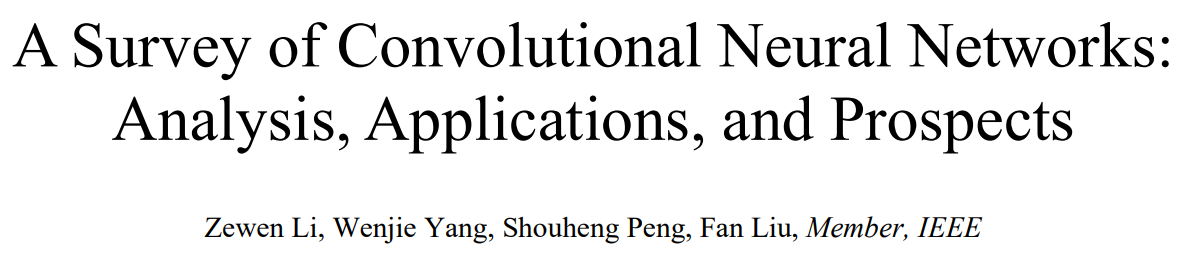 A Survey of Convolutional Neural Networks:
Analysis, Applications, and Prospects
Zewen Li, Wenjie Yang, Shouheng Peng, Fan Liu, Member, IEEE